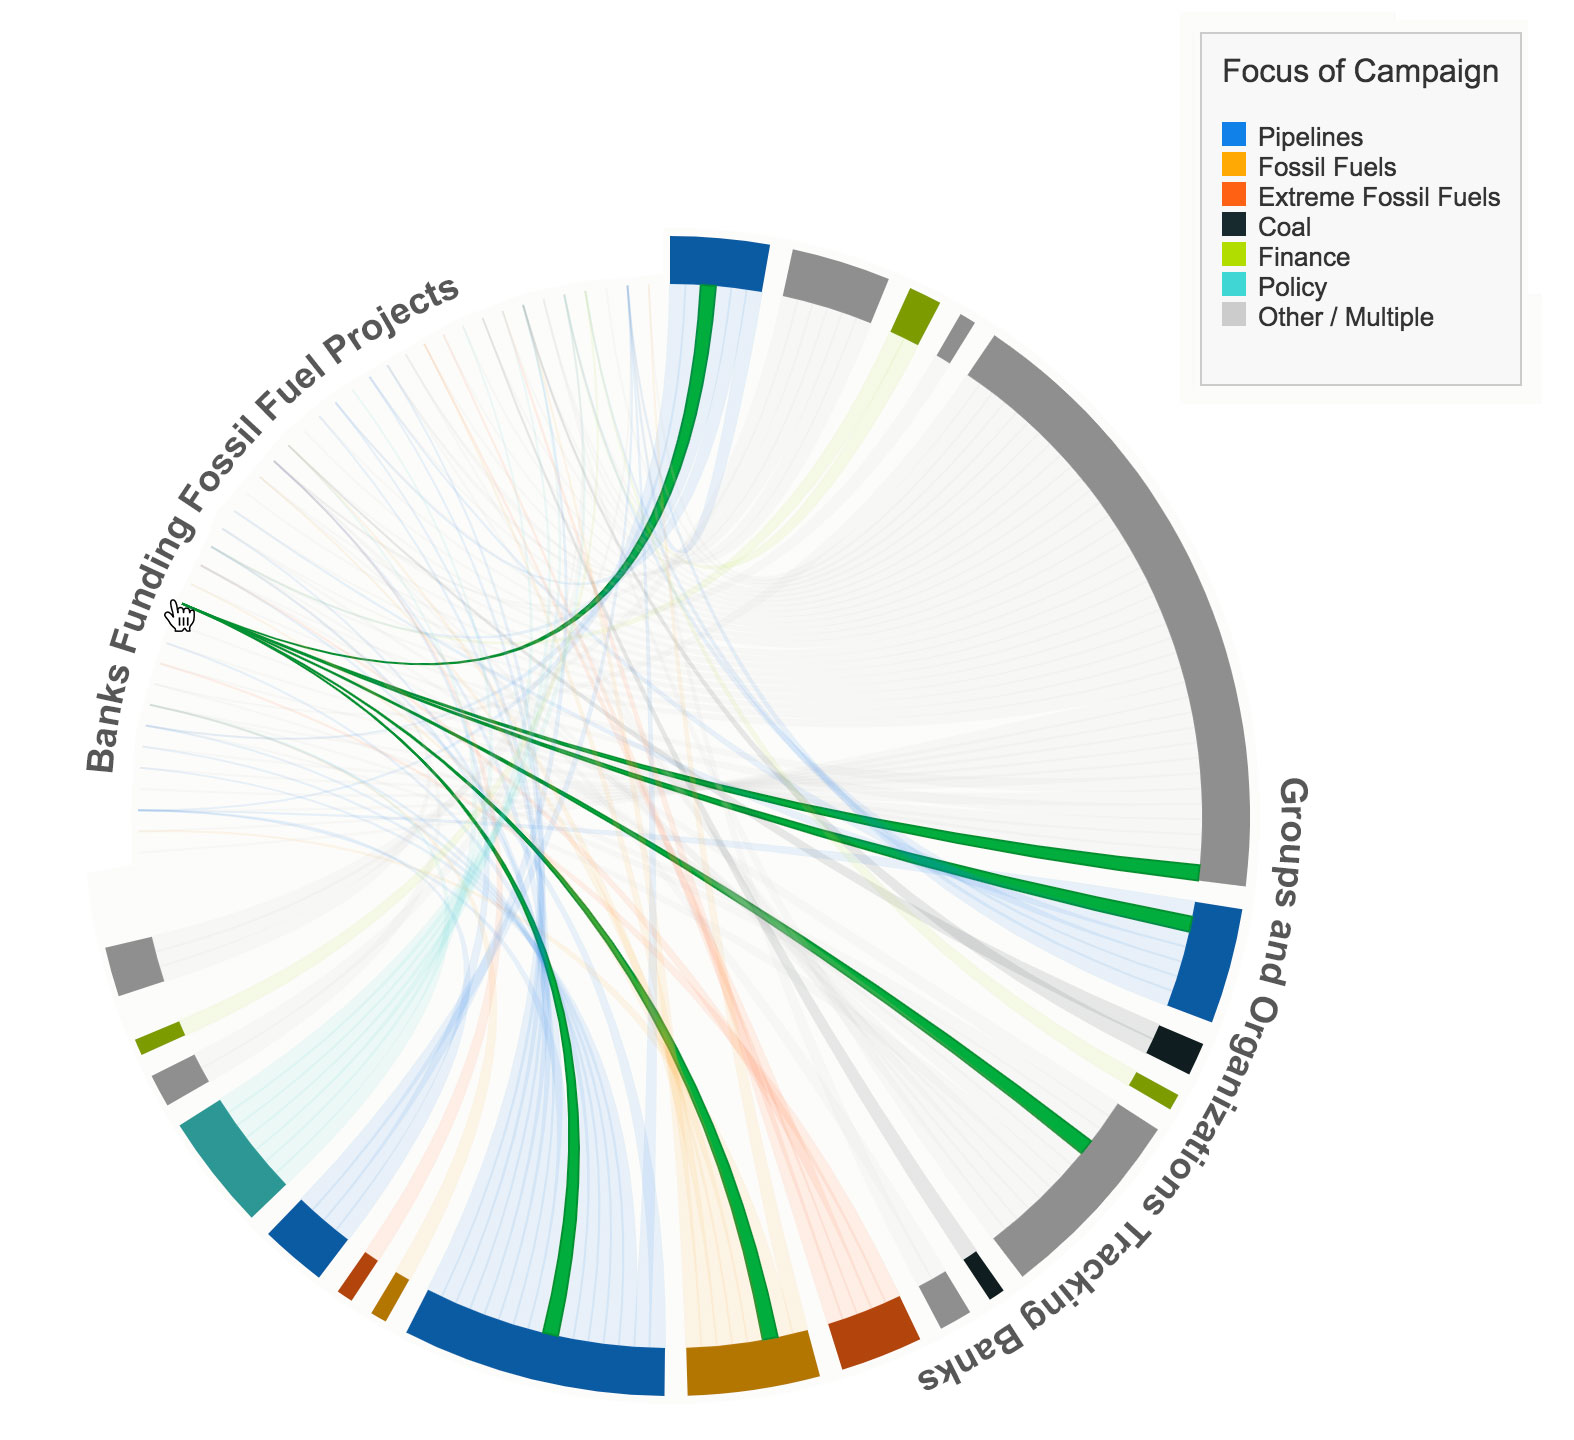 Focus of Campaign
Pipelines
Fossil Fuels
Extreme Fossil Fuels
Coal
Finance
Policy
Other / Multiple
Banks Funding Fossil Fuel Projects
Groups and Organizations Tracking Banks